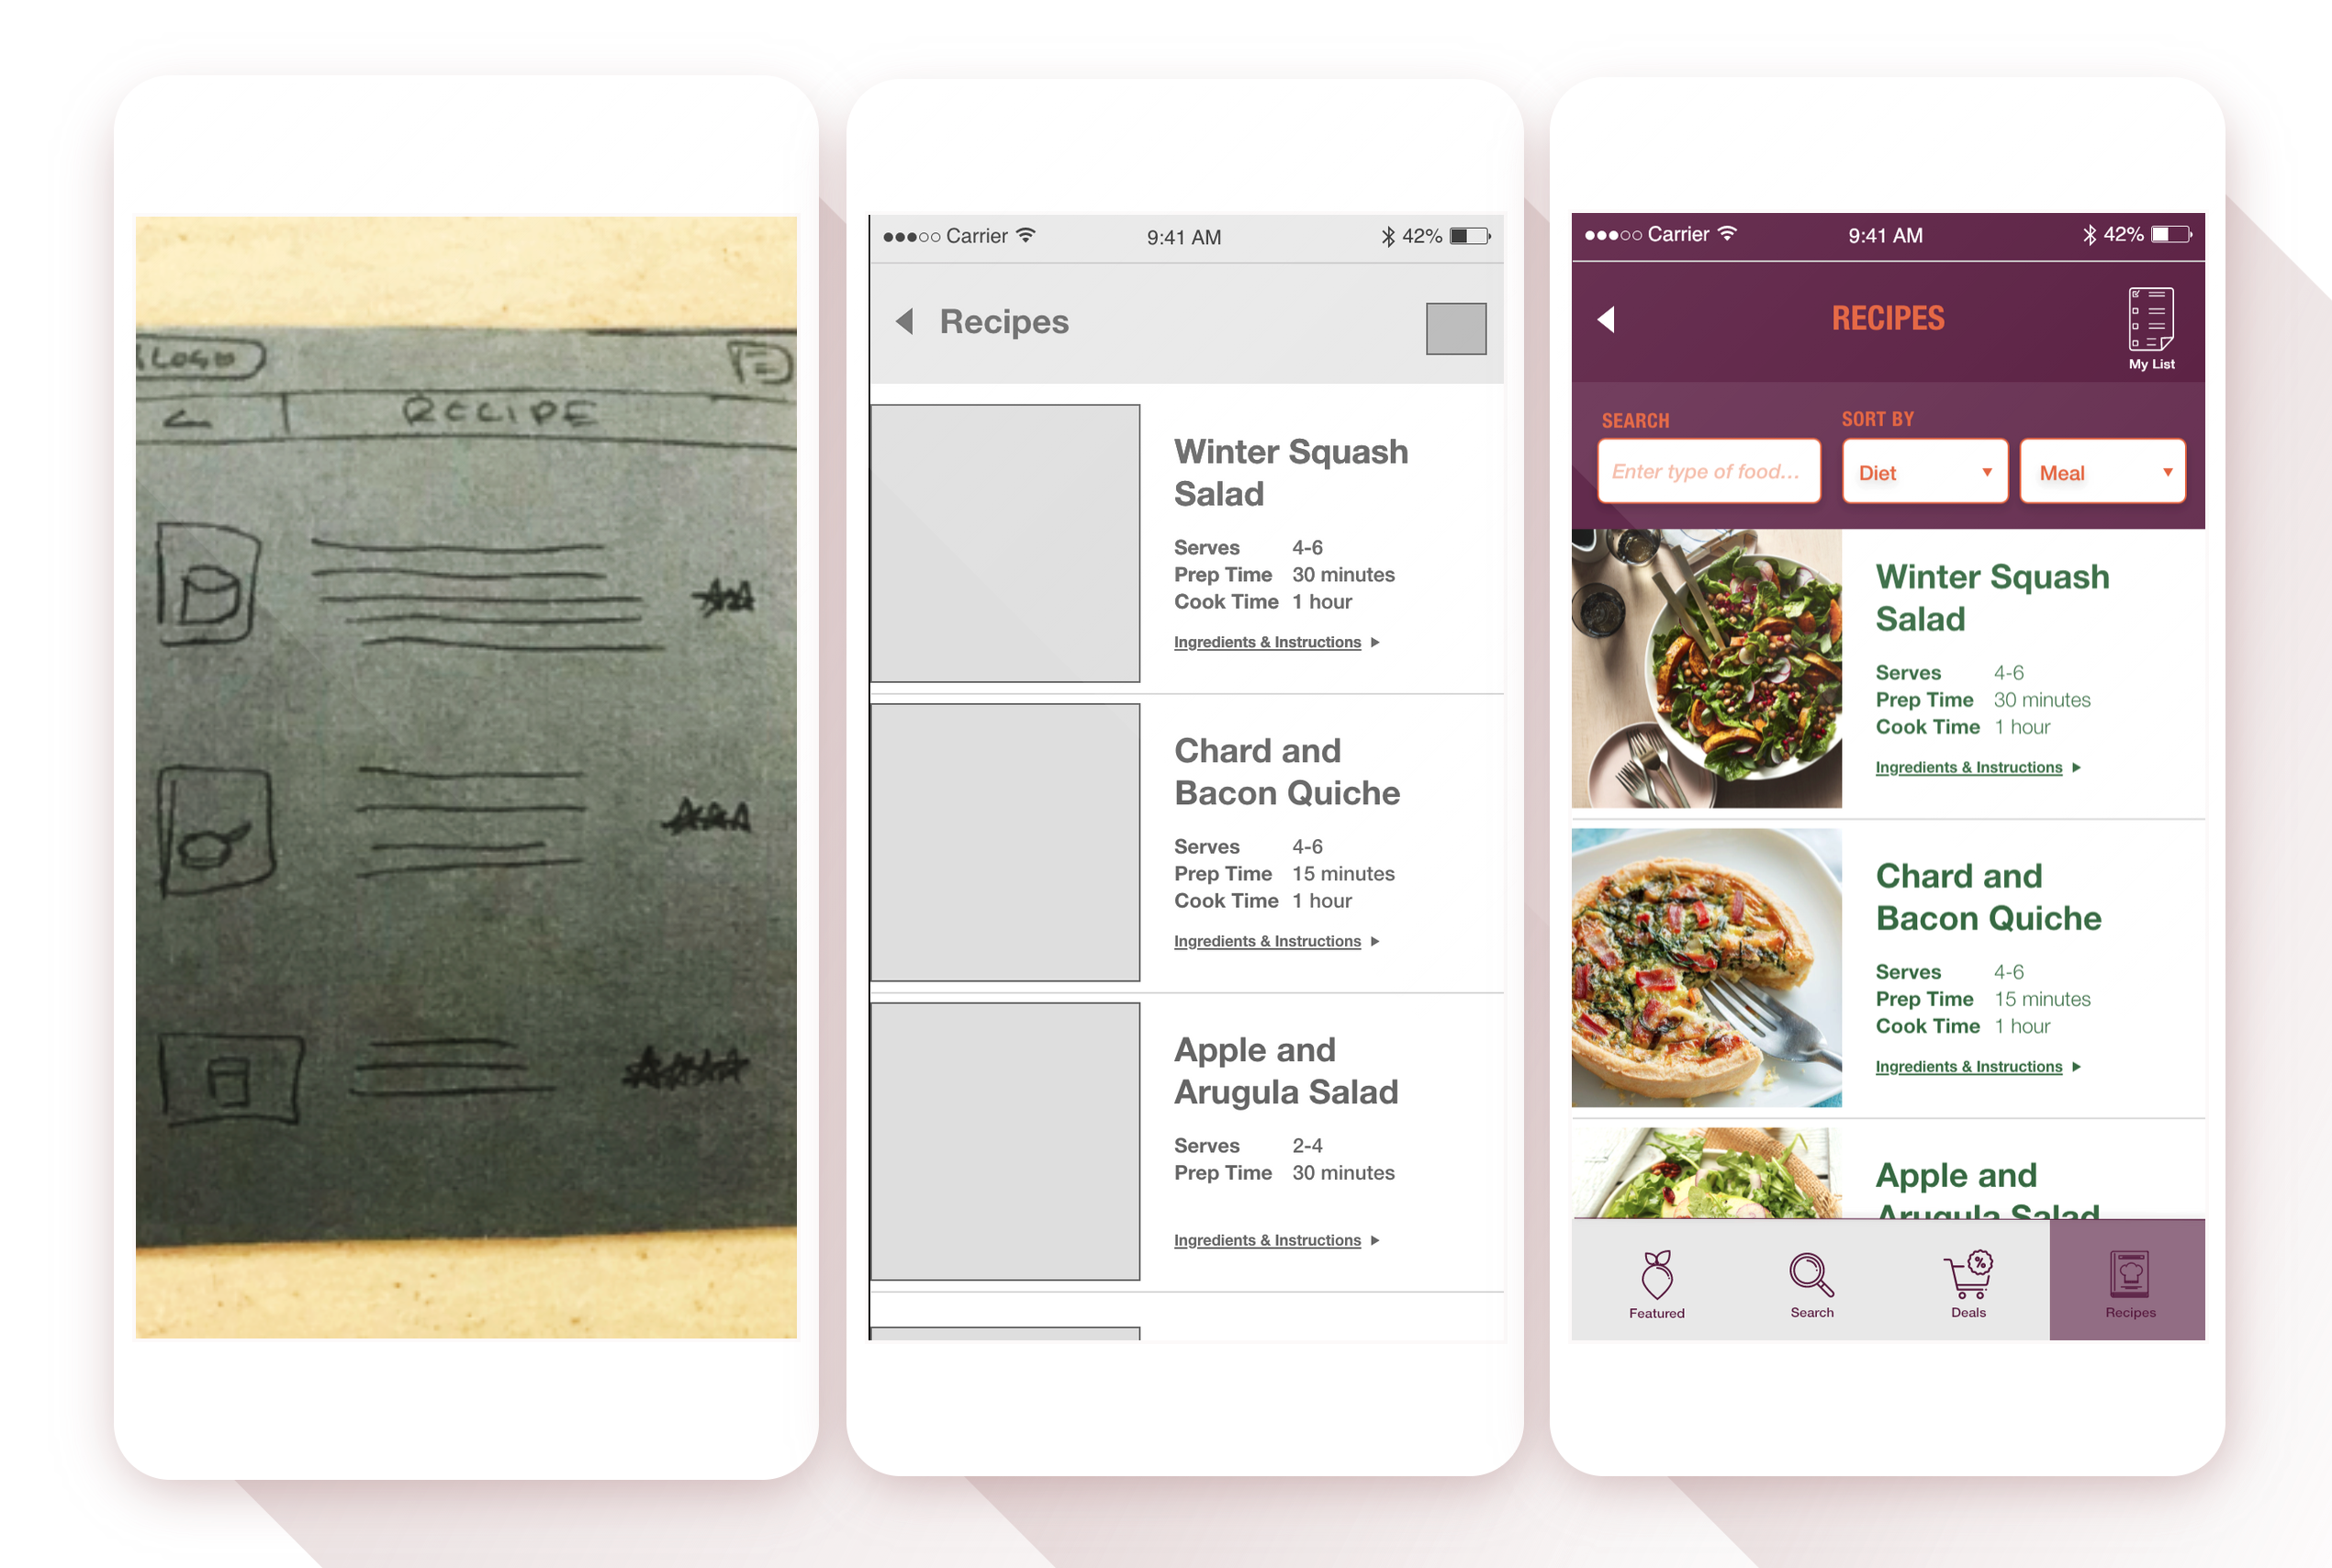 LOGO
RECIPE
Carrier 9:41 AM 42%
Recipes
Winter Squash
Salad
Serves 4-6
Prep Time 30 minutes
Cook Time 1 hour
Ingredients & Instructions
Chard and
Bacon Quiche
Serves 4-6
Prep Time 15 minutes
Cook Time 1 hour
Ingredients & Instructions
Apple and
Arugula Salad
Serves 2-4
Prep Time 30 minutes
Ingredients & Instructions
Carrier 9:41 AM 42%
RECIPES
My List
SEARCH SORT BY
Enter type of food... Diet Meal
Winter Squash
Salad
Serves 4-6
Prep Time 30 minutes
Cook Time 1 hour
Ingredients & Instructions
Chard and
Bacon Quiche
Serves 4-6
Prep Time 15 minutes
Cook Time 1 hour
Ingredients & Instructions
Apple and
Arugula Salad
%
Featured Search Deals Recipes